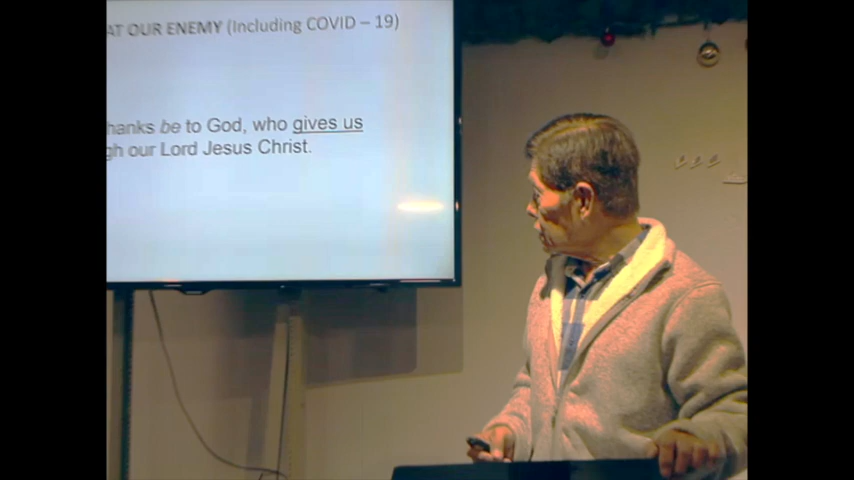 AT OUR ENEMY (Including COVID – 19)
hanks be to God, who gives us
gh our Lord Jesus Christ.